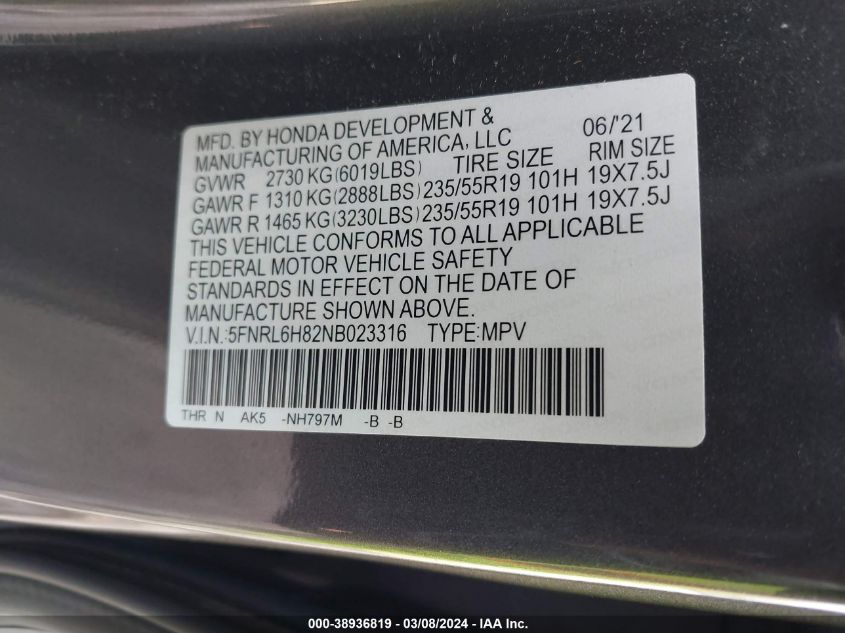 MFD. BY HONDA DEVELOPMENT &
MANUFACTURING OF AMERICA, LLC 06/'21
GVWR 2730 KG(6019LBS) TIRE SIZE RIM SIZE
GAWR F 1310 KG(2888LBS) 235/55R19 101H 19X7.5J
GAWR R 1465 KG(3230LBS) 235/55R19 101H 19X7.5J
THIS VEHICLE CONFORMS TO ALL APPLICABLE
FEDERAL MOTOR VEHICLE SAFETY
STANDARDS IN EFFECT ON THE DATE OF
MANUFACTURE SHOWN ABOVE.
V.I.N.:5FNRL6H82NB023316 TYPE:MPV
THR N AK5 -NH797M -B -B
000-38936819 - 03/08/2024 - IAA Inc.